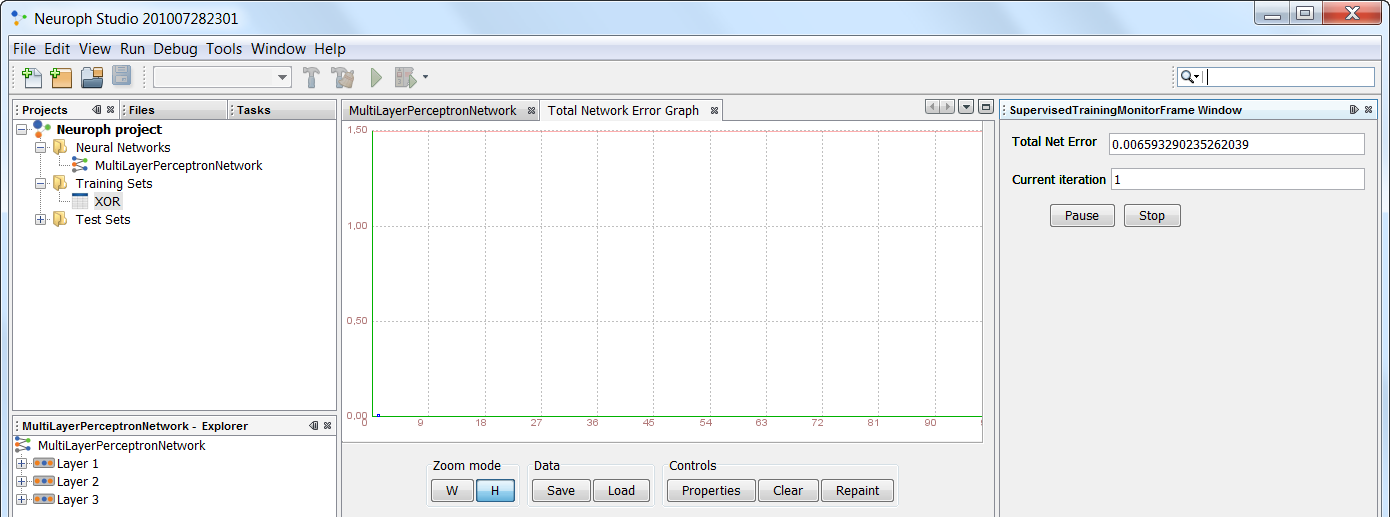 Neuroph Studio 201007282301
File Edit View Run Debug Tools Window Help
Projects Files Tasks
Neuroph project
Neural Networks
MultiLayerPerceptronNetwork
Training Sets
XOR
Test Sets
MultiLayerPerceptronNetwork - Explorer
MultiLayerPerceptronNetwork
Layer 1
Layer 2
Layer 3
MultiLayerPerceptronNetwork Total Network Error Graph
1,50
1,00
0,50
0,00
0 9 18 27 36 45 54 63 72 81 90
Zoom mode Data Controls
W H Save Load Properties Clear Repaint
SupervisedTrainingMonitorFrame Window
Total Net Error 0.006593290235262039
Current iteration 1
Pause Stop